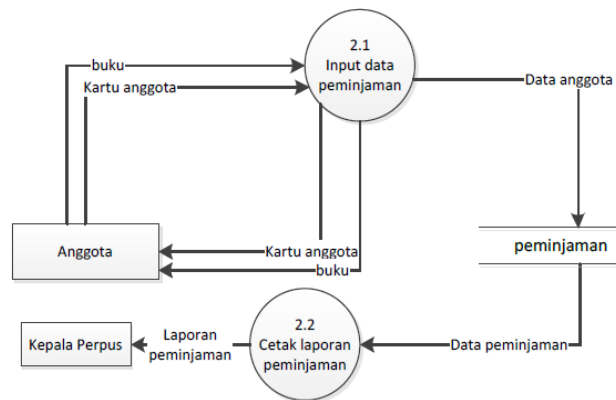 2.1
Input data
peminjaman
buku
Kartu anggota
Data anggota
Anggota
Kartu anggota
buku
peminjaman
2.2
Cetak laporan
peminjaman
Kepala Perpus
Laporan
peminjaman
Data peminjaman